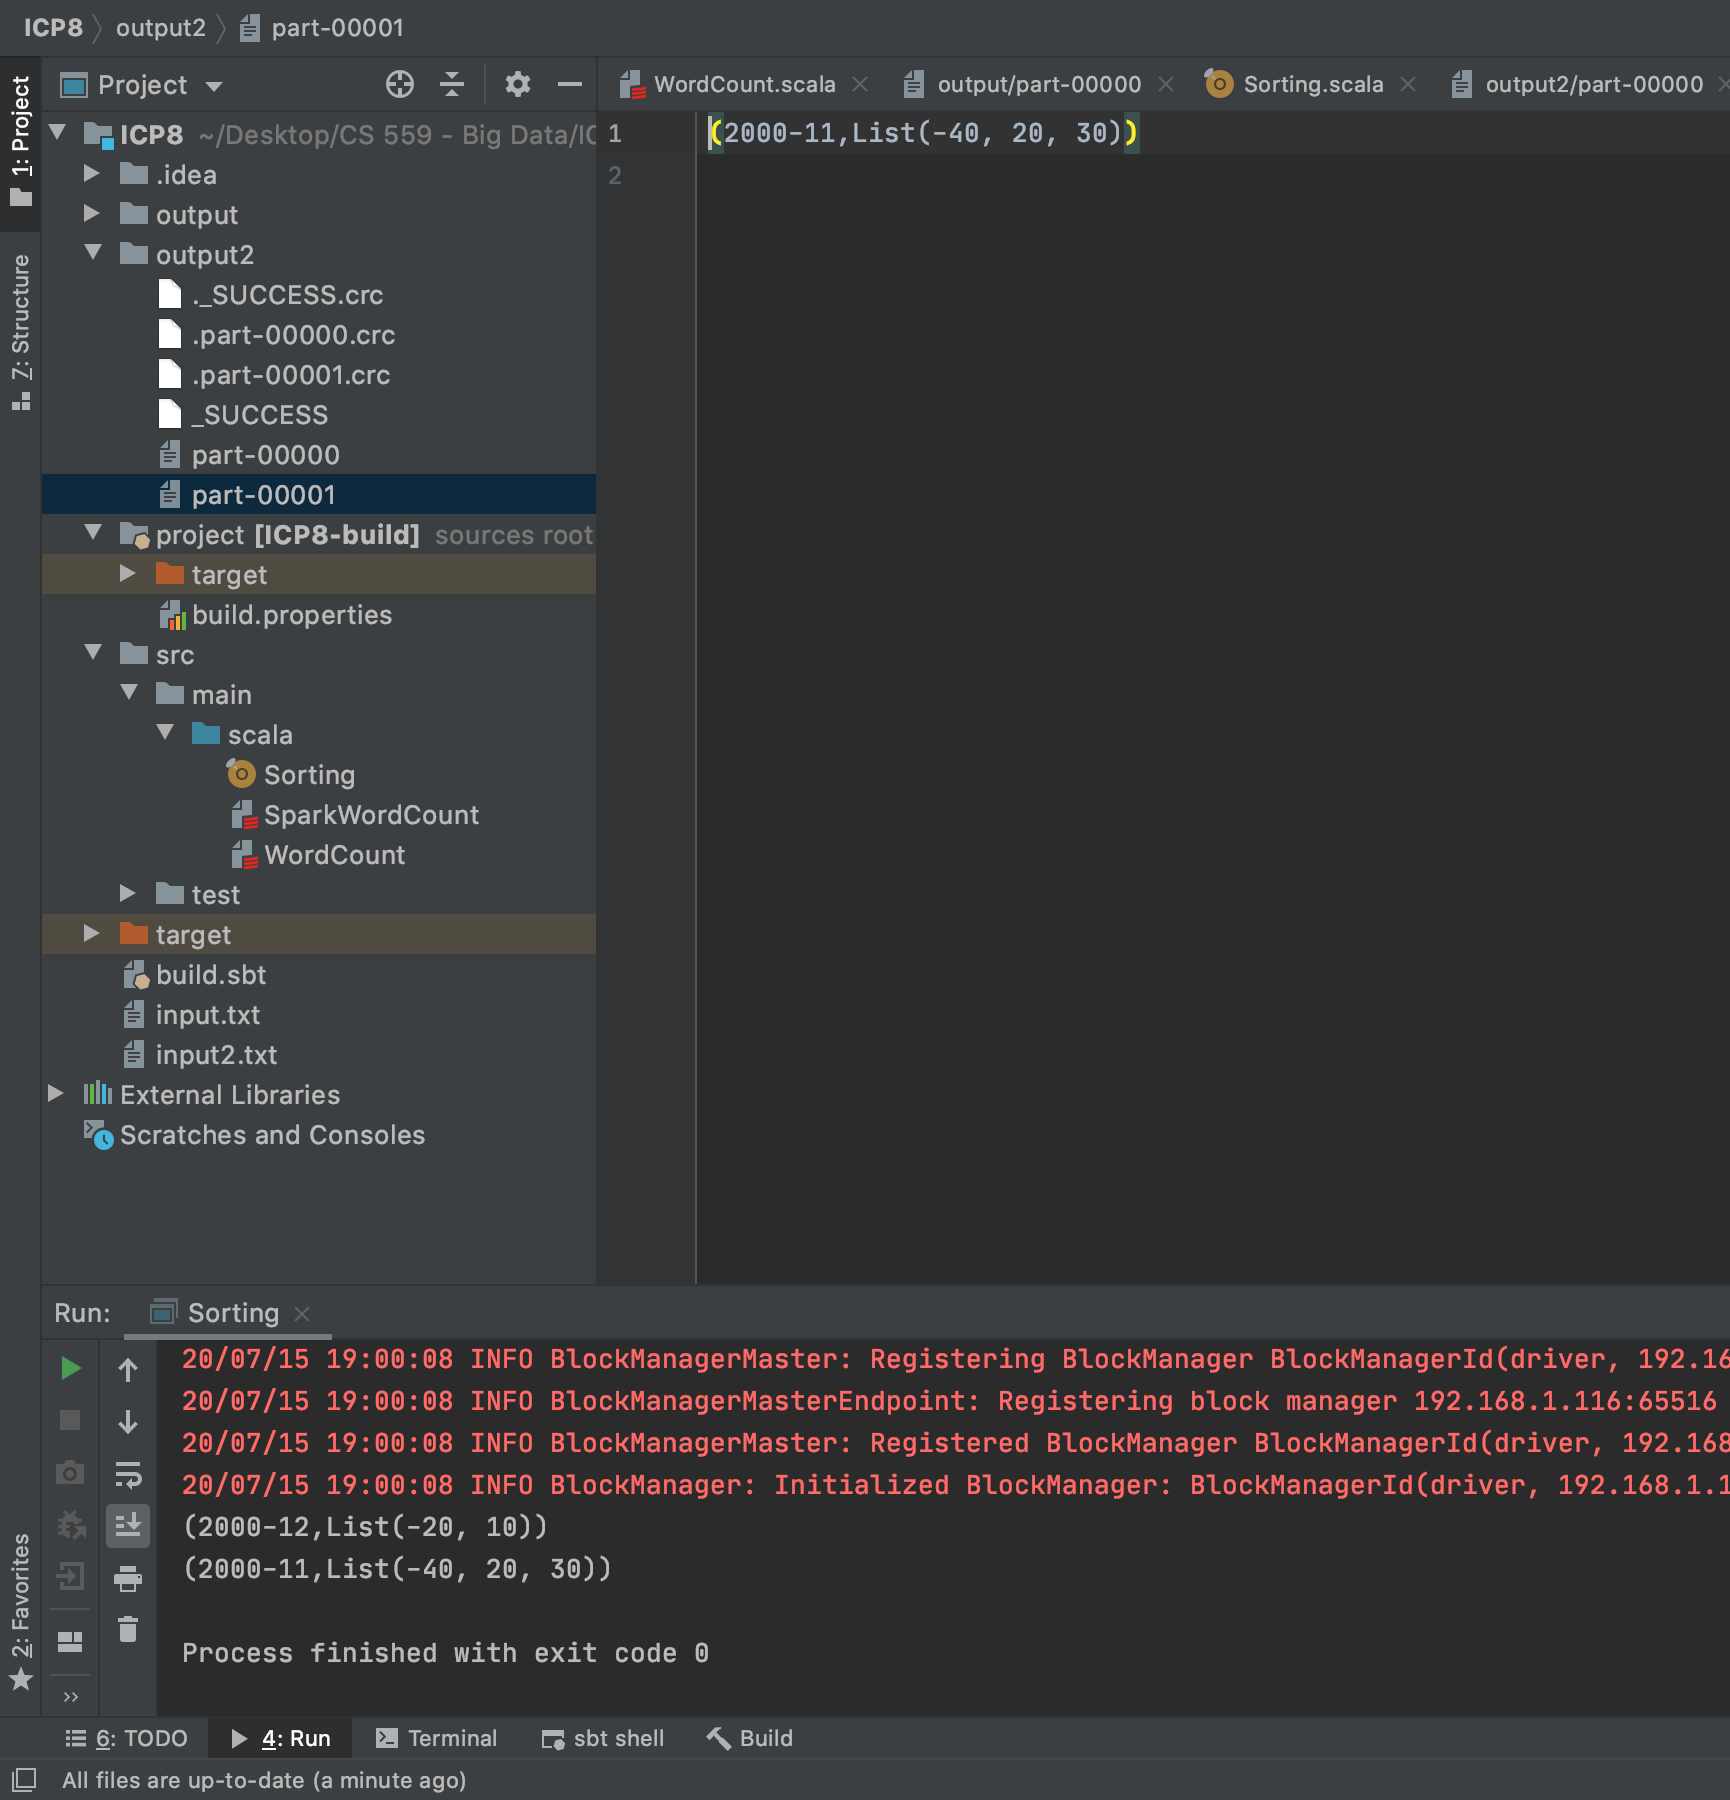 ICP8 output2 part-00001
1: Project
Project
WordCount.scala output/part-00000 Sorting.scala output2/part-00000
ICP8 ~/Desktop/CS 559 - Big Data/IC
.idea
output
output2
._SUCCESS.crc
.part-00000.crc
.part-00001.crc
_SUCCESS
part-00000
part-00001
project [ICP8-build] sources root
target
build.properties
src
main
scala
Sorting
SparkWordCount
WordCount
test
target
build.sbt
input.txt
input2.txt
External Libraries
Scratches and Consoles
7: Structure
1 (2000-11,List(-40, 20, 30))
2
Run: Sorting
20/07/15 19:00:08 INFO BlockManagerMaster: Registering BlockManager BlockManagerId(driver, 192.16
20/07/15 19:00:08 INFO BlockManagerMasterEndpoint: Registering block manager 192.168.1.116:65516
20/07/15 19:00:08 INFO BlockManagerMaster: Registered BlockManager BlockManagerId(driver, 192.168
20/07/15 19:00:08 INFO BlockManager: Initialized BlockManager: BlockManagerId(driver, 192.168.1.1
(2000-12,List(-20, 10))
(2000-11,List(-40, 20, 30))
Process finished with exit code 0
2: Favorites
6: TODO 4: Run Terminal sbt shell Build
All files are up-to-date (a minute ago)